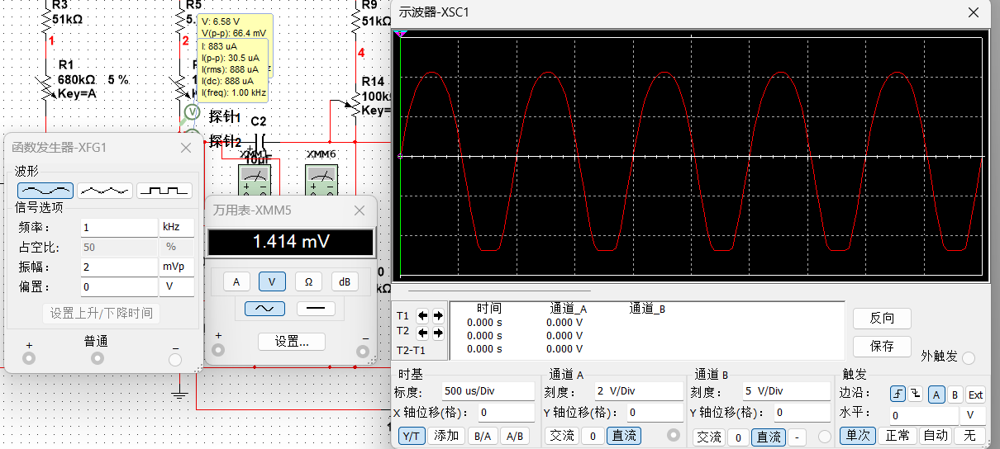 R3
51kΩ
1
R1
680kΩ 5 %
Key=A
R5
5.
2
V: 6.58 V
V(p-p): 66.4 mV
I: 883 uA
I(p-p): 30.5 uA
I(rms): 888 uA
I(dc): 888 uA
I(freq): 1.00 kHz
R9
51kΩ
4
R14
100k
Key=
V
探针1
探针2
C2
10µF
XMM
XMM6
函数发生器-XFG1
波形
信号选项
频率: 1 kHz
占空比: 50 %
振幅: 2 mVp
偏置: 0 V
设置上升/下降时间
+ 普通 −
万用表-XMM5
1.414 mV
A V Ω dB
+ 设置... −
示波器-XSC1
时间 通道_A 通道_B
T1 0.000 s 0.000 V
T2 0.000 s 0.000 V
T2-T1 0.000 s 0.000 V
反向
保存
外触发
时基
标度: 500 us/Div
X 轴位移(格): 0
Y/T 添加 B/A A/B
通道 A
刻度: 2 V/Div
Y 轴位移(格): 0
交流 0 直流
通道 B
刻度: 5 V/Div
Y 轴位移(格): 0
交流 0 直流 -
触发
边沿: A B Ext
水平: 0 V
单次 正常 自动 无